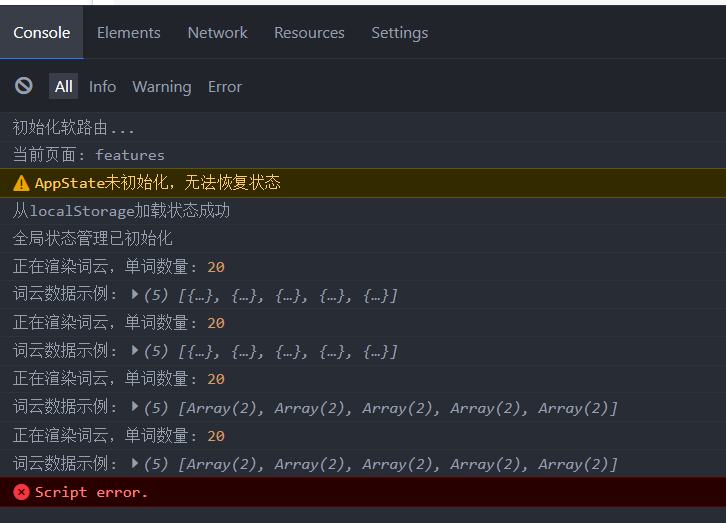 Console Elements Network Resources Settings
All Info Warning Error
初始化软路由...
当前页面: features
AppState未初始化，无法恢复状态
从localStorage加载状态成功
全局状态管理已初始化
正在渲染词云，单词数量: 20
词云数据示例: ▶(5) [{…}, {…}, {…}, {…}, {…}]
正在渲染词云，单词数量: 20
词云数据示例: ▶(5) [{…}, {…}, {…}, {…}, {…}]
正在渲染词云，单词数量: 20
词云数据示例: ▶(5) [Array(2), Array(2), Array(2), Array(2), Array(2)]
正在渲染词云，单词数量: 20
词云数据示例: ▶(5) [Array(2), Array(2), Array(2), Array(2), Array(2)]
Script error.